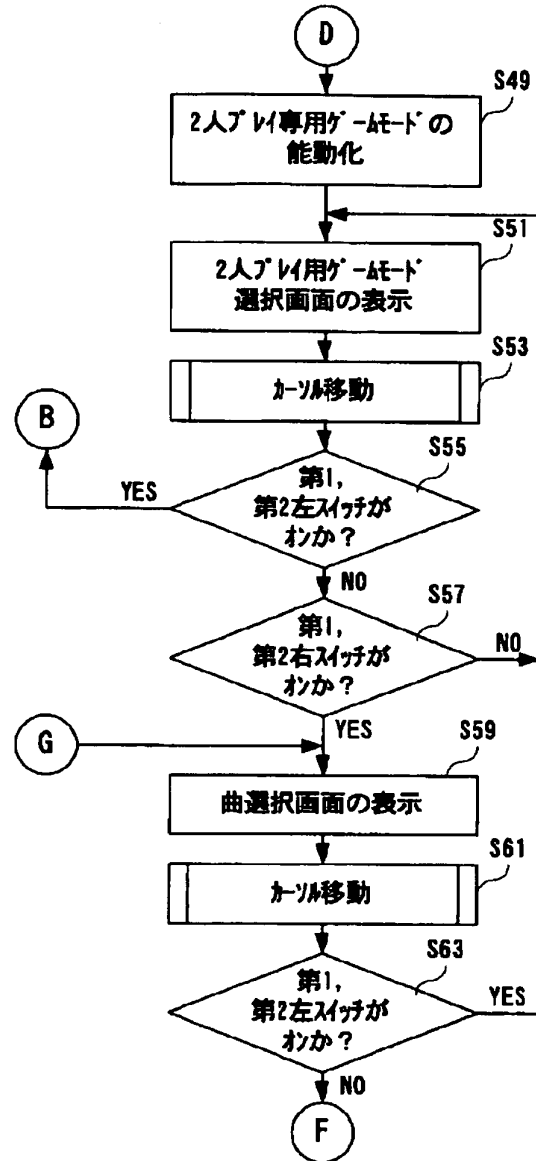 D
S49
2人プレイ専用ゲームモードの
能動化
S51
2人プレイ用ゲームモード
選択画面の表示
S53
カーソル移動
B
S55
YES
第1,
第2左スイッチが
オンか?
NO
S57
第1,
第2右スイッチが
オンか?
NO
YES
G
S59
曲選択画面の表示
S61
カーソル移動
S63
第1,
第2左スイッチが
オンか?
YES
NO
F